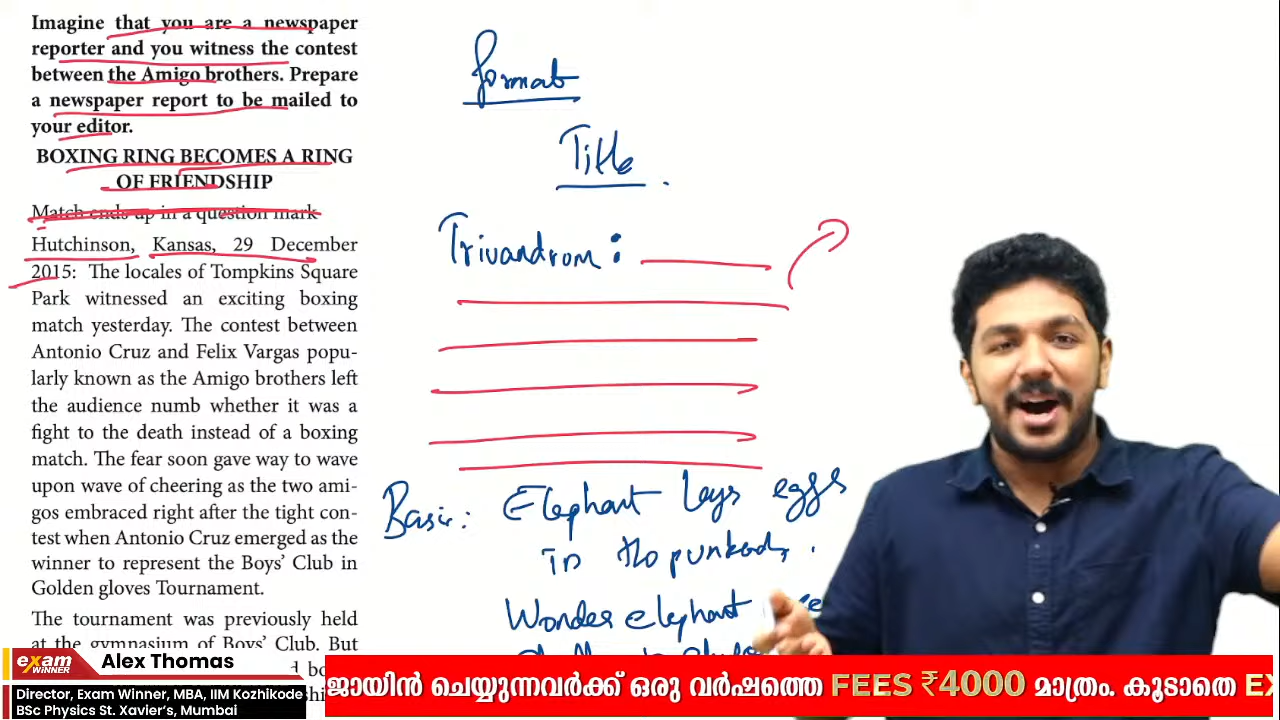 Imagine that you are a newspaper
reporter and you witness the contest
between the Amigo brothers. Prepare
a newspaper report to be mailed to
your editor.
BOXING RING BECOMES A RING
OF FRIENDSHIP
Match ends up in a question mark
Hutchinson, Kansas, 29 December
2015: The locales of Tompkins Square
Park witnessed an exciting boxing
match yesterday. The contest between
Antonio Cruz and Felix Vargas popu-
larly known as the Amigo brothers left
the audience numb whether it was a
fight to the death instead of a boxing
match. The fear soon gave way to wave
upon wave of cheering as the two ami-
gos embraced right after the tight con-
test when Antonio Cruz emerged as the
winner to represent the Boys' Club in
Golden gloves Tournament.
The tournament was previously held
at the gymnasium of Boys' Club. But
format
Title
Trivandrom :
Basic: Elephant lays eggs
in
Wonder elephant
exam
WINNER
Alex Thomas
Director, Exam Winner, MBA, IIM Kozhikode
BSc Physics St. Xavier's, Mumbai
ജോയിൻ ചെയ്യുന്നവർക്ക് ഒരു വർഷത്തെ FEES ₹4000 മാത്രം. കൂടാതെ